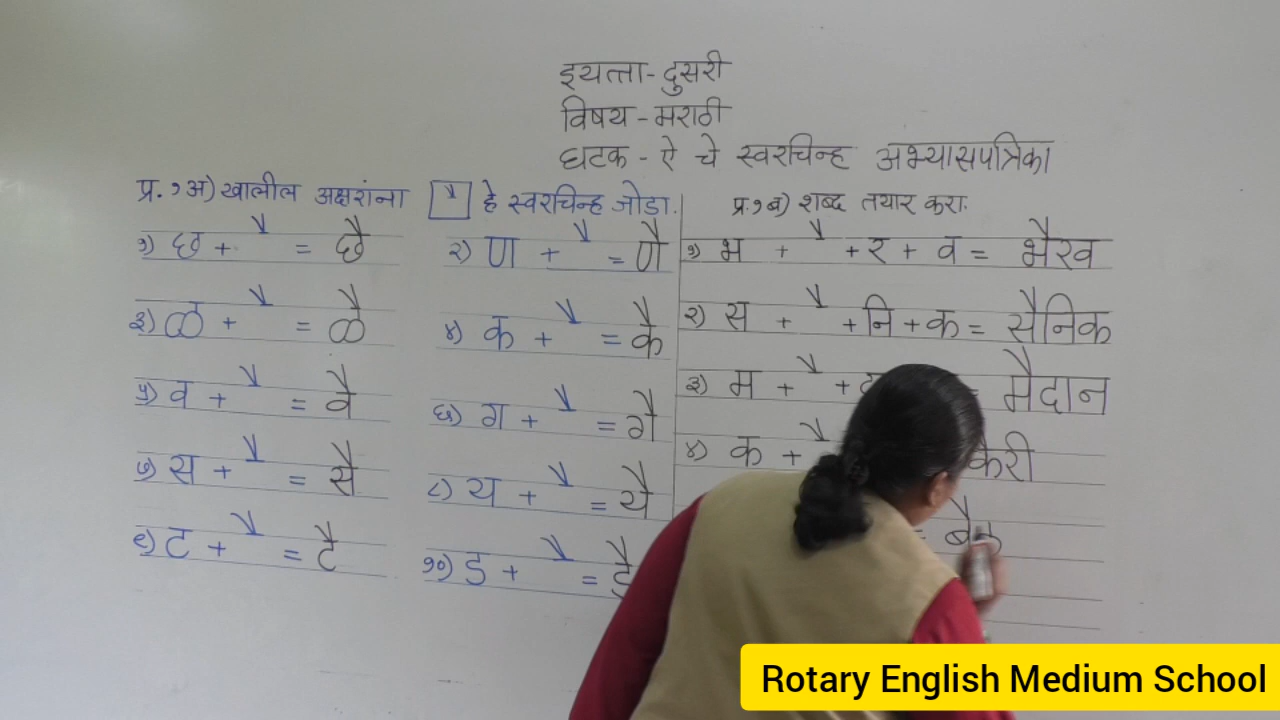 इयत्ता - दुसरी
विषय - मराठी
घटक - ऐ चे स्वरचिन्ह अभ्यासपत्रिका
प्र. १ अ) खालील अक्षरांना ै हे स्वरचिन्ह जोडा.
१) छ + ै = छै
२) ण + ै = णै
३) ळ + ै = ळै
४) क + ै = कै
५) व + ै = वै
६) ग + ै = गै
७) स + ै = सै
८) य + ै = यै
९) ट + ै = टै
१०) ड + ै = डै
प्र. १ ब) शब्द तयार करा.
१) भ + ै + र + व = भैरव
२) स + ै + नि + क = सैनिक
३) म + ै + = मैदान
४) क + ै कैरी
= बै
Rotary English Medium School